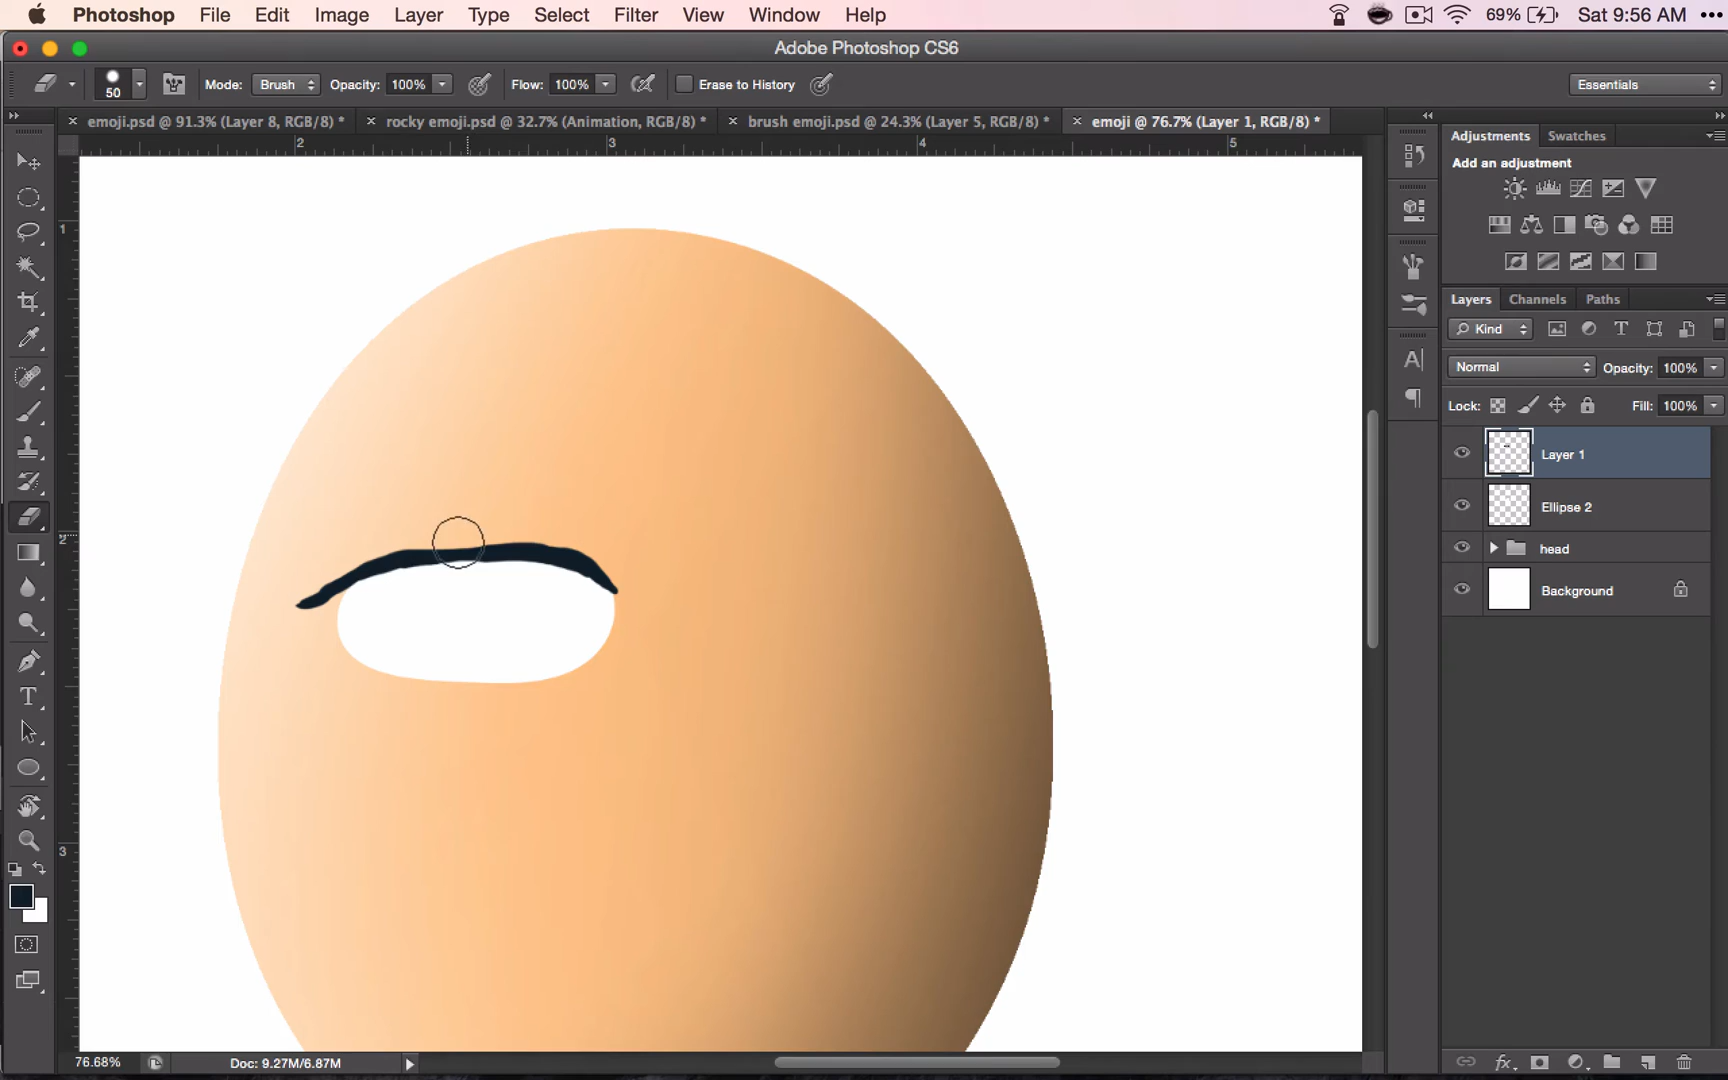 Photoshop File Edit Image Layer Type Select Filter View Window Help 69% Sat 9:56 AM
Adobe Photoshop CS6
50 Mode: Brush Opacity: 100% Flow: 100% Erase to History Essentials
emoji.psd @ 91.3% (Layer 8, RGB/8) * rocky emoji.psd @ 32.7% (Animation, RGB/8) * brush emoji.psd @ 24.3% (Layer 5, RGB/8) * emoji @ 76.7% (Layer 1, RGB/8) *
2 3 4 5
1
2
3
Adjustments Swatches
Add an adjustment
Layers Channels Paths
Kind
Normal Opacity: 100%
Lock: Fill: 100%
Layer 1
Ellipse 2
head
Background
76.68% Doc: 9.27M/6.87M